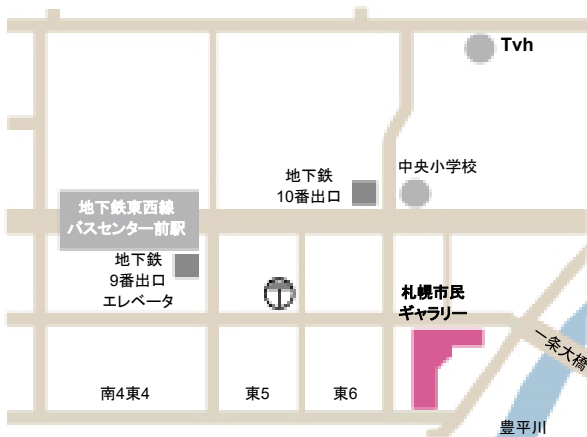 Tvh
中央小学校
地下鉄
10番出口
地下鉄東西線
バスセンター前駅
地下鉄
9番出口
エレベータ
札幌市民
ギャラリー
一条大橋
南4東4
東5
東6
豊平川